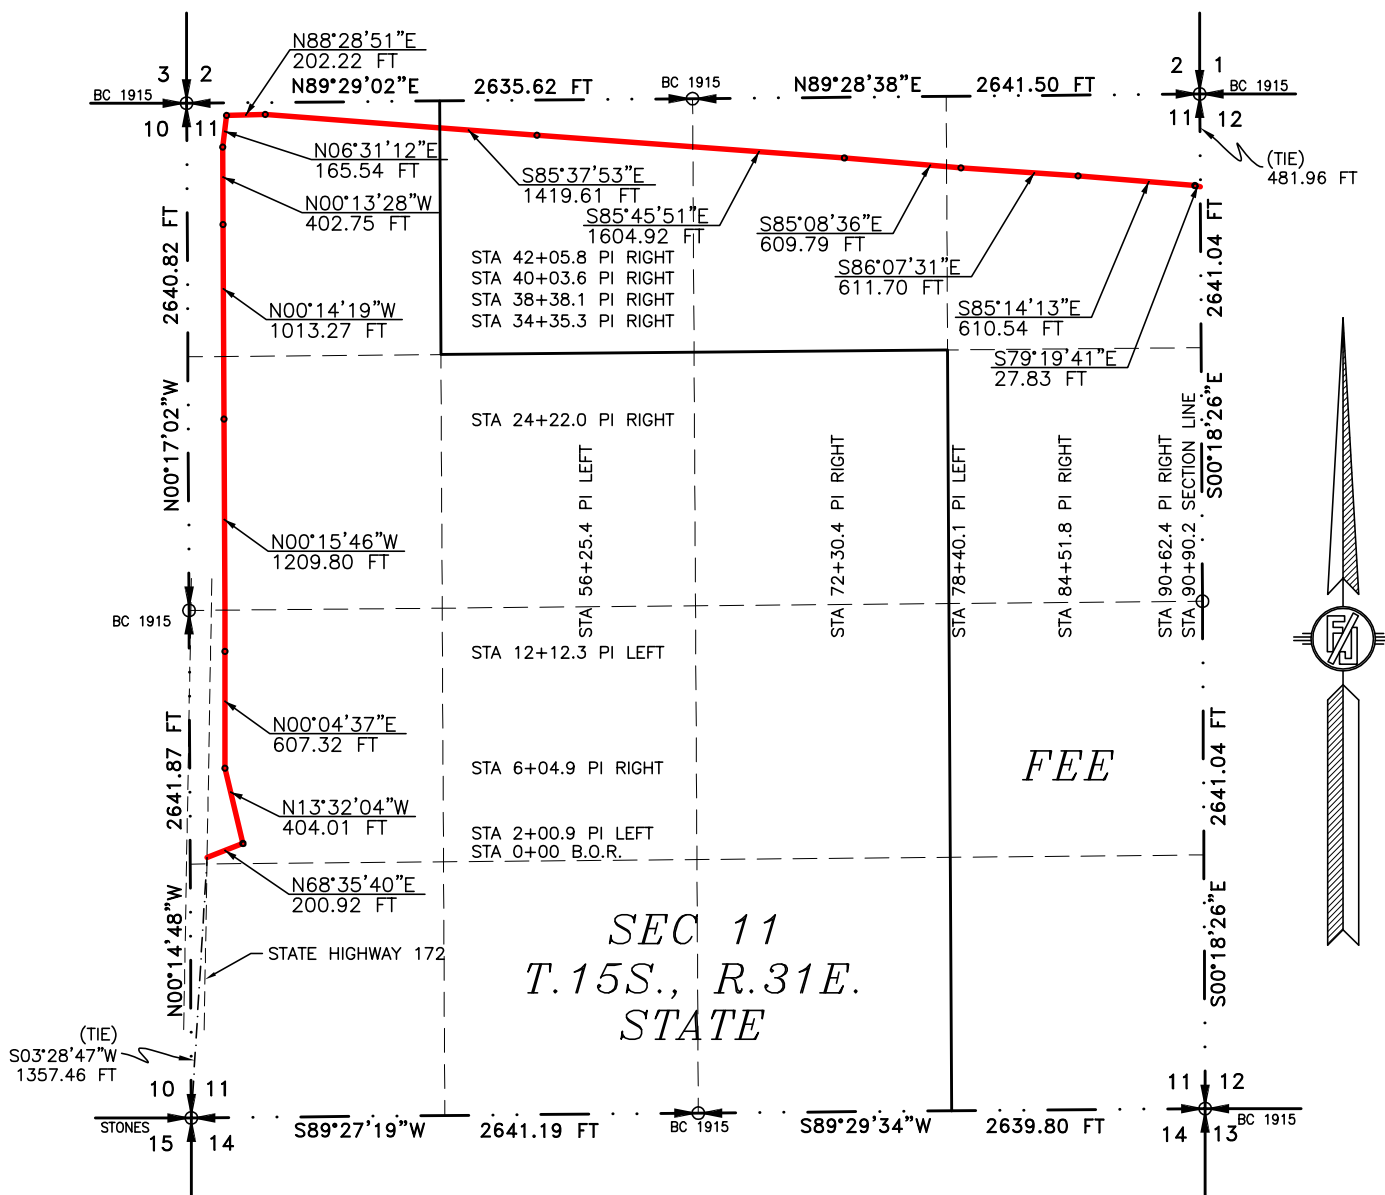 N88°28'51"E
202.22 FT
3 2
N89°29'02"E 2635.62 FT
BC 1915
N89°28'38"E 2641.50 FT
2 1
BC 1915
BC 1915
10 11
11 12
N06°31'12"E
165.54 FT
(TIE)
481.96 FT
S85°37'53"E
1419.61 FT
N00°13'28"W
402.75 FT
S85°45'51"E
1604.92 FT
S85°08'36"E
609.79 FT
2640.82 FT
2641.04 FT
STA 42+05.8 PI RIGHT
STA 40+03.6 PI RIGHT
STA 38+38.1 PI RIGHT
STA 34+35.3 PI RIGHT
S86°07'31"E
611.70 FT
N00°14'19"W
1013.27 FT
S85°14'13"E
610.54 FT
S79°19'41"E
27.83 FT
N00°17'02"W
S00°18'26"E
STA 24+22.0 PI RIGHT
STA 56+25.4 PI LEFT
STA 72+30.4 PI RIGHT
STA 78+40.1 PI LEFT
STA 84+51.8 PI RIGHT
STA 90+62.4 PI RIGHT
STA 90+90.2 SECTION LINE
N00°15'46"W
1209.80 FT
BC 1915
FJ
STA 12+12.3 PI LEFT
2641.87 FT
N00°04'37"E
607.32 FT
2641.04 FT
STA 6+04.9 PI RIGHT
FEE
N13°32'04"W
404.01 FT
STA 2+00.9 PI LEFT
STA 0+00 B.O.R.
N68°35'40"E
200.92 FT
N00°14'48"W
S00°18'26"E
STATE HIGHWAY 172
SEC 11
T.15S., R.31E.
STATE
(TIE)
S03°28'47"W
1357.46 FT
10 11
11 12
STONES
S89°27'19"W 2641.19 FT
BC 1915
S89°29'34"W 2639.80 FT
BC 1915
15 14
14 13